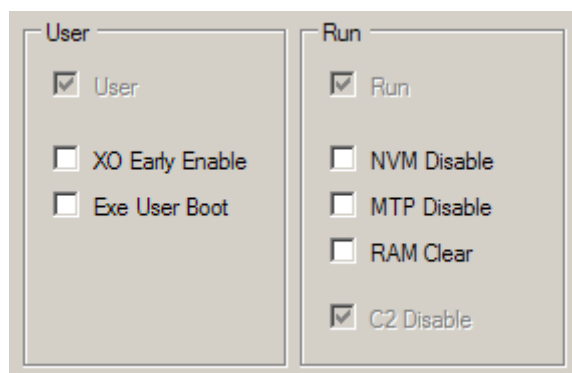 User
User
XO Early Enable
Exe User Boot
Run
Run
NVM Disable
MTP Disable
RAM Clear
C2 Disable